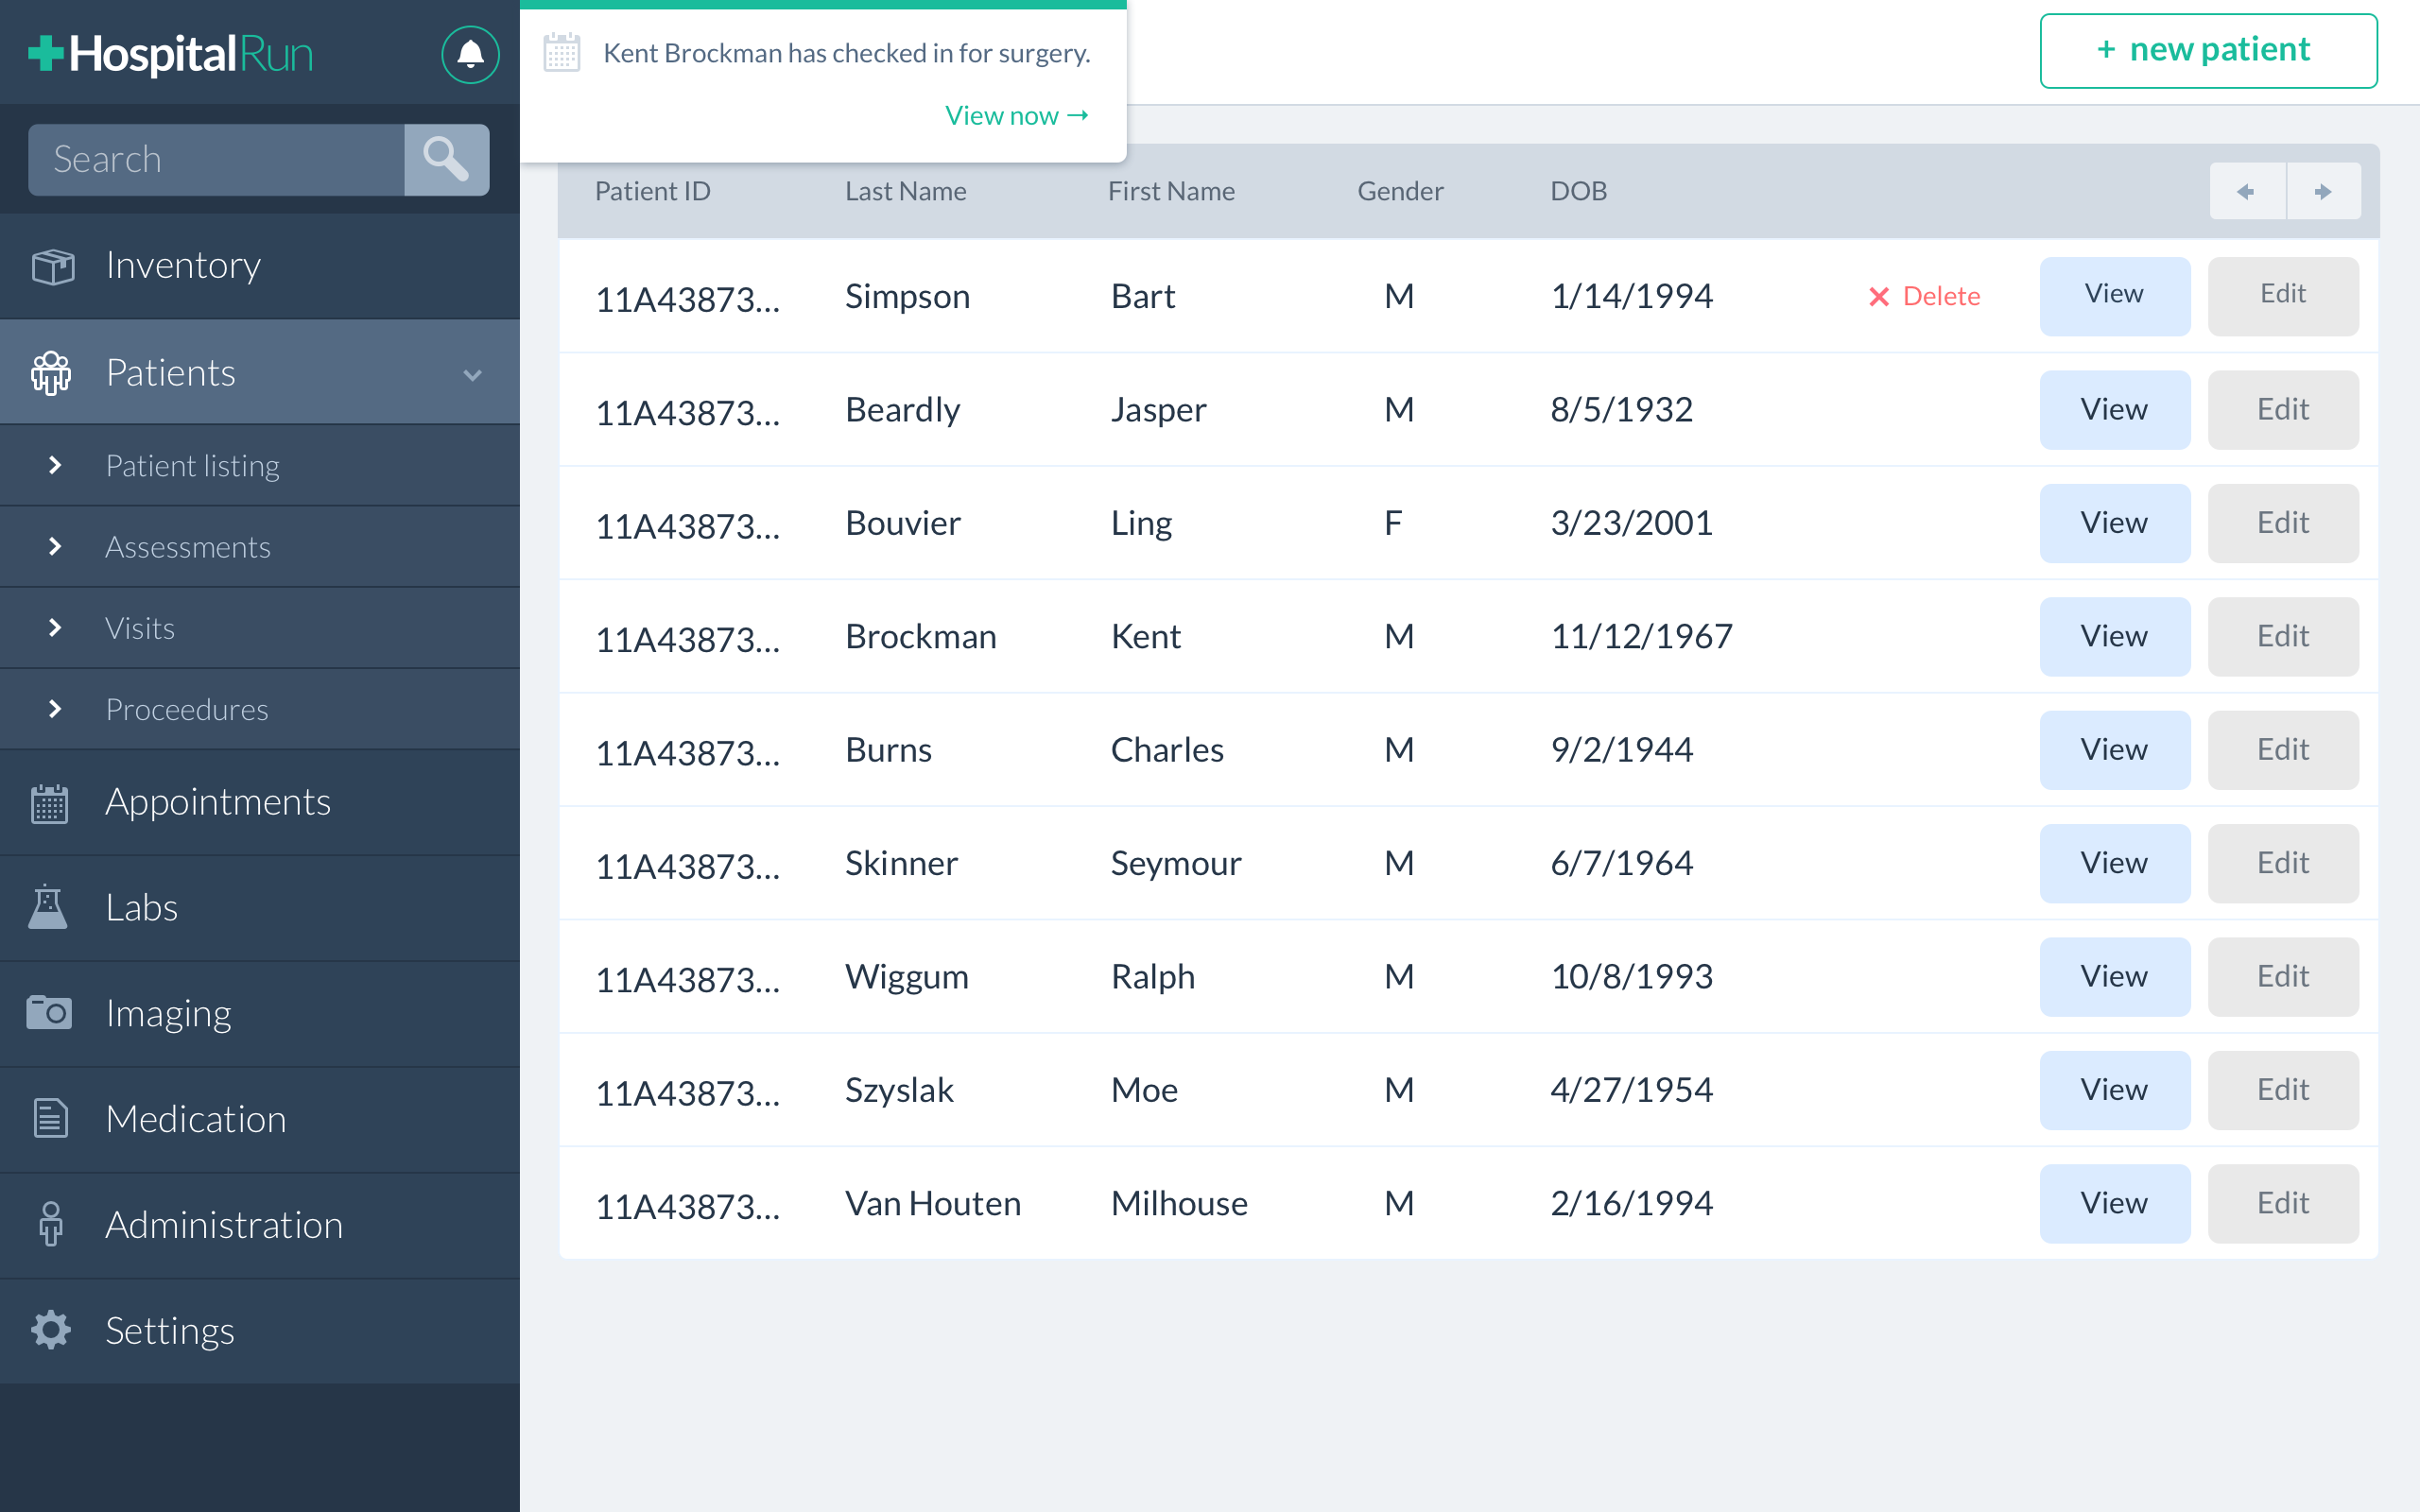 HospitalRun
Kent Brockman has checked in for surgery.
View now →
+ new patient
Search
Inventory
Patients
Patient listing
Assessments
Visits
Proceedures
Appointments
Labs
Imaging
Medication
Administration
Settings
Patient ID Last Name First Name Gender DOB
11A43873... Simpson Bart M 1/14/1994 × Delete View Edit
11A43873... Beardly Jasper M 8/5/1932 View Edit
11A43873... Bouvier Ling F 3/23/2001 View Edit
11A43873... Brockman Kent M 11/12/1967 View Edit
11A43873... Burns Charles M 9/2/1944 View Edit
11A43873... Skinner Seymour M 6/7/1964 View Edit
11A43873... Wiggum Ralph M 10/8/1993 View Edit
11A43873... Szyslak Moe M 4/27/1954 View Edit
11A43873... Van Houten Milhouse M 2/16/1994 View Edit